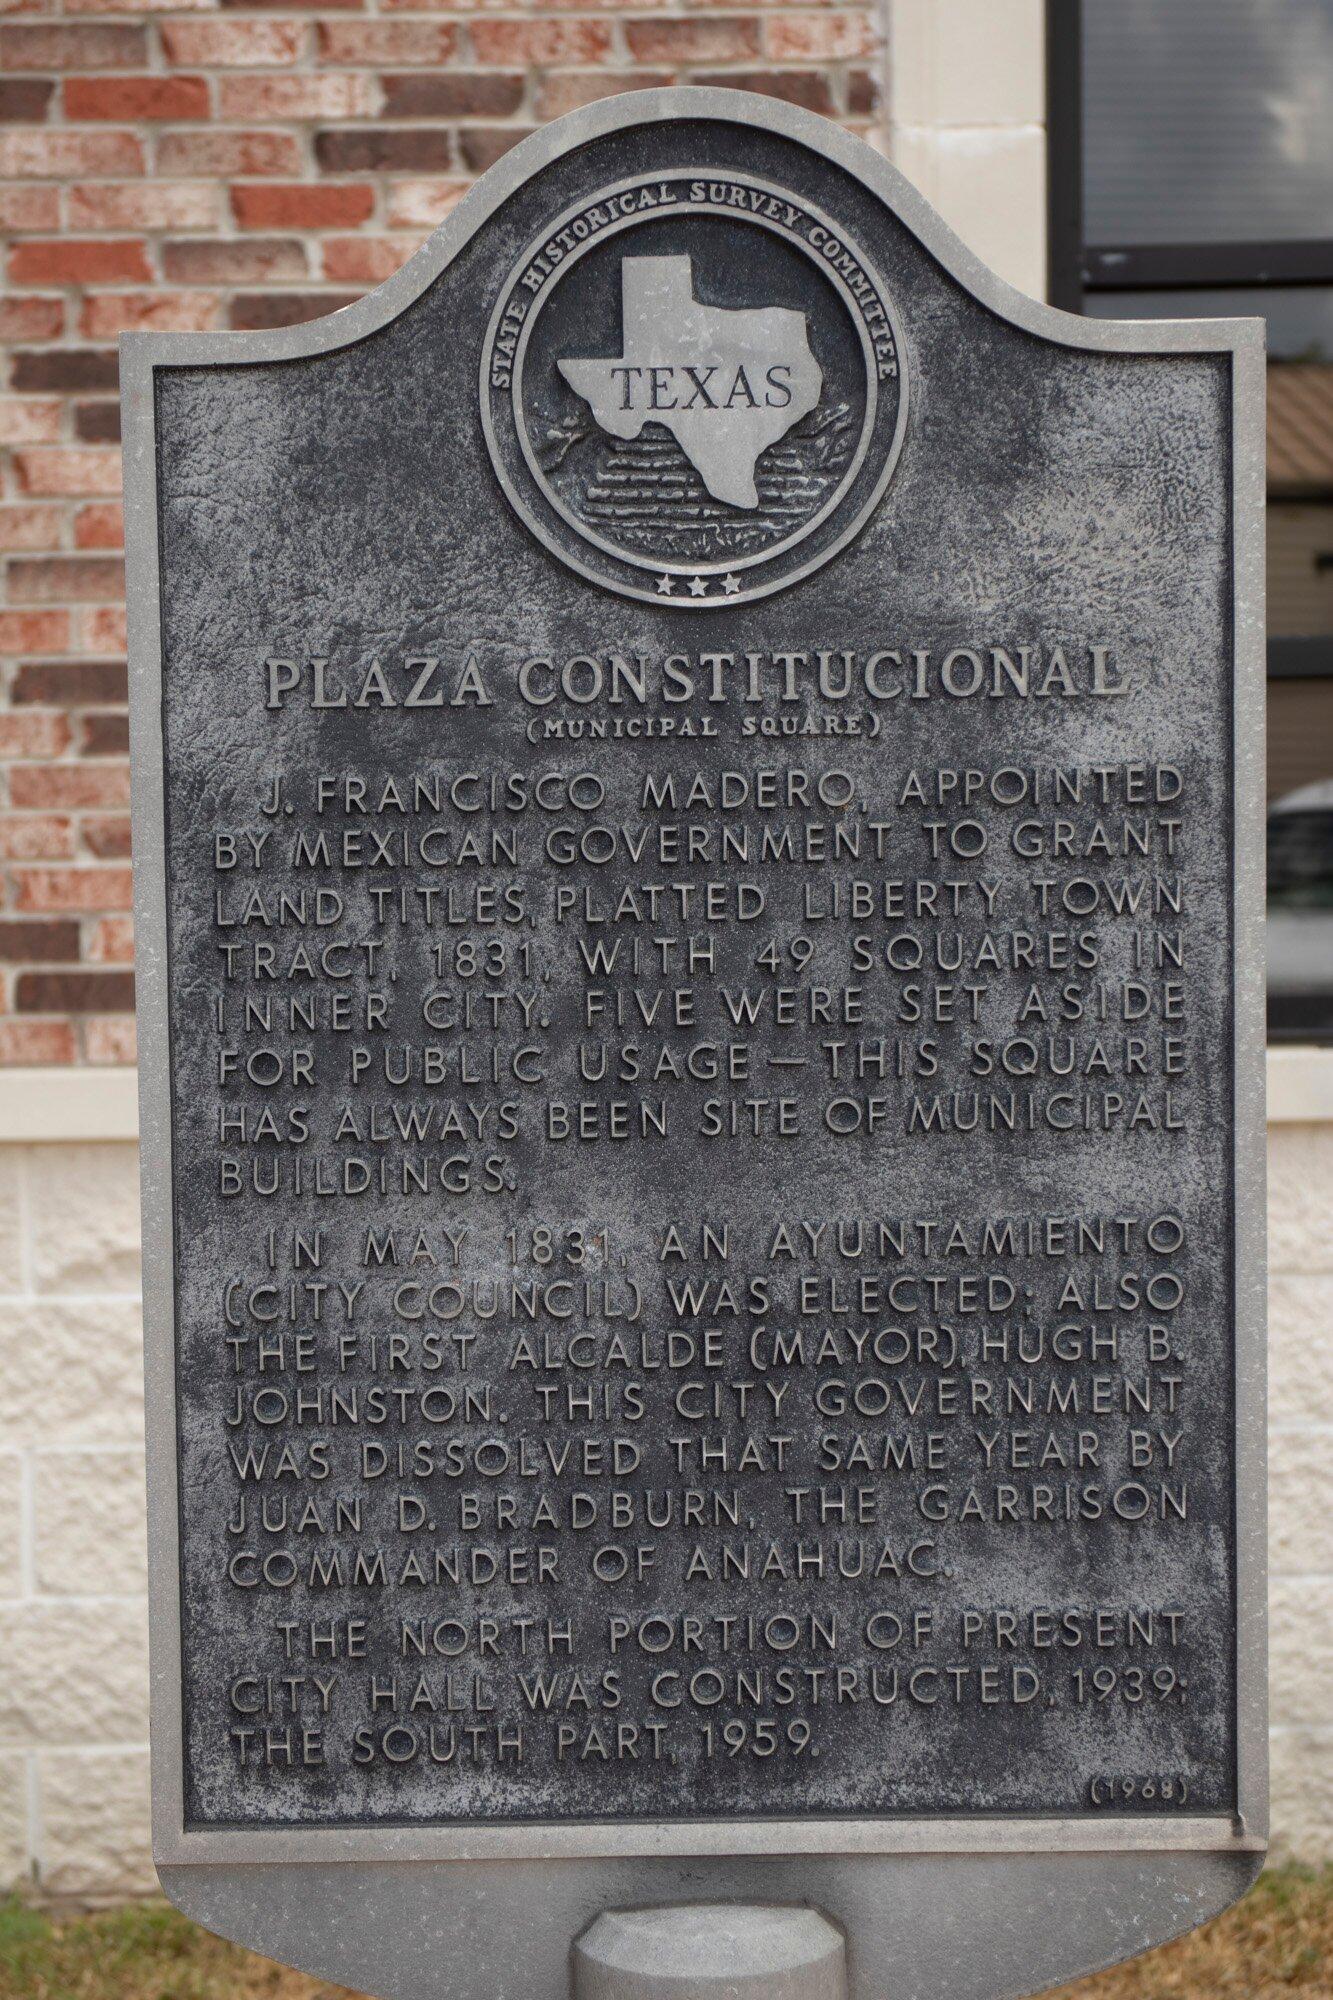 STATE HISTORICAL SURVEY COMMITTEE
TEXAS
PLAZA CONSTITUCIONAL
(MUNICIPAL SQUARE)
J. FRANCISCO MADERO, APPOINTED
BY MEXICAN GOVERNMENT TO GRANT
LAND TITLES, PLATTED LIBERTY TOWN
TRACT, 1831, WITH 49 SQUARES IN
INNER CITY. FIVE WERE SET ASIDE
FOR PUBLIC USAGE — THIS SQUARE
HAS ALWAYS BEEN SITE OF MUNICIPAL
BUILDINGS.
IN MAY 1831, AN AYUNTAMIENTO
(CITY COUNCIL) WAS ELECTED; ALSO
THE FIRST ALCALDE (MAYOR), HUGH B.
JOHNSTON. THIS CITY GOVERNMENT
WAS DISSOLVED THAT SAME YEAR BY
JUAN D. BRADBURN, THE GARRISON
COMMANDER OF ANAHUAC.
THE NORTH PORTION OF PRESENT
CITY HALL WAS CONSTRUCTED, 1939;
THE SOUTH PART, 1959.
(1968)